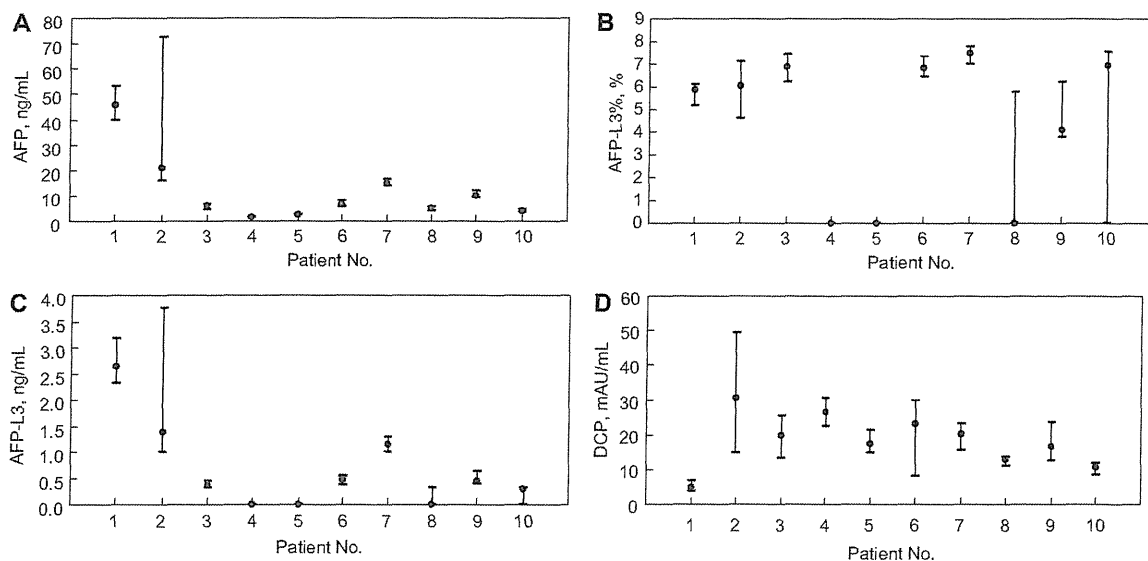 A
AFP, ng/mL
80
70
60
50
40
30
20
10
0
1 2 3 4 5 6 7 8 9 10
Patient No.
B
AFP-L3%, %
9
8
7
6
5
4
3
2
1
0
1 2 3 4 5 6 7 8 9 10
Patient No.
C
AFP-L3, ng/mL
4.0
3.5
3.0
2.5
2.0
1.5
1.0
0.5
0.0
1 2 3 4 5 6 7 8 9 10
Patient No.
D
DCP, mAU/mL
60
50
40
30
20
10
0
1 2 3 4 5 6 7 8 9 10
Patient No.